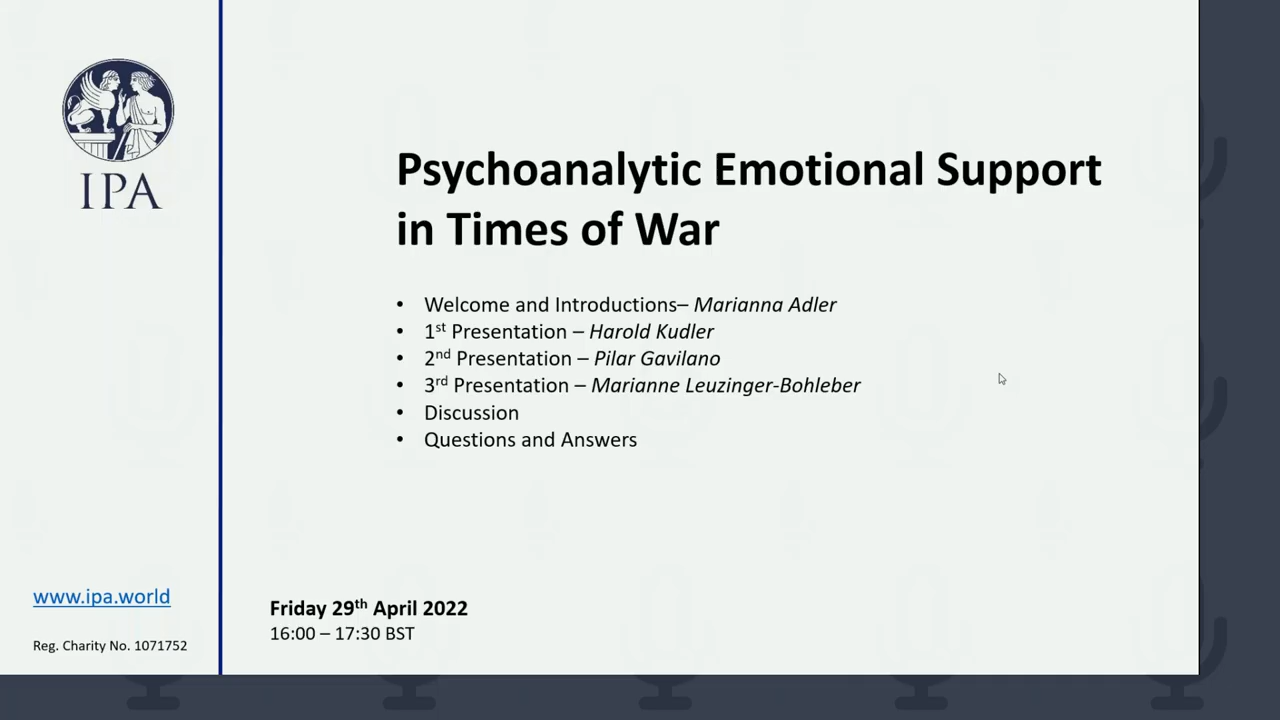 IPA
Psychoanalytic Emotional Support
in Times of War
• Welcome and Introductions– Marianna Adler
• 1st Presentation – Harold Kudler
• 2nd Presentation – Pilar Gavilano
• 3rd Presentation – Marianne Leuzinger-Bohleber
• Discussion
• Questions and Answers
www.ipa.world
Reg. Charity No. 1071752
Friday 29th April 2022
16:00 – 17:30 BST